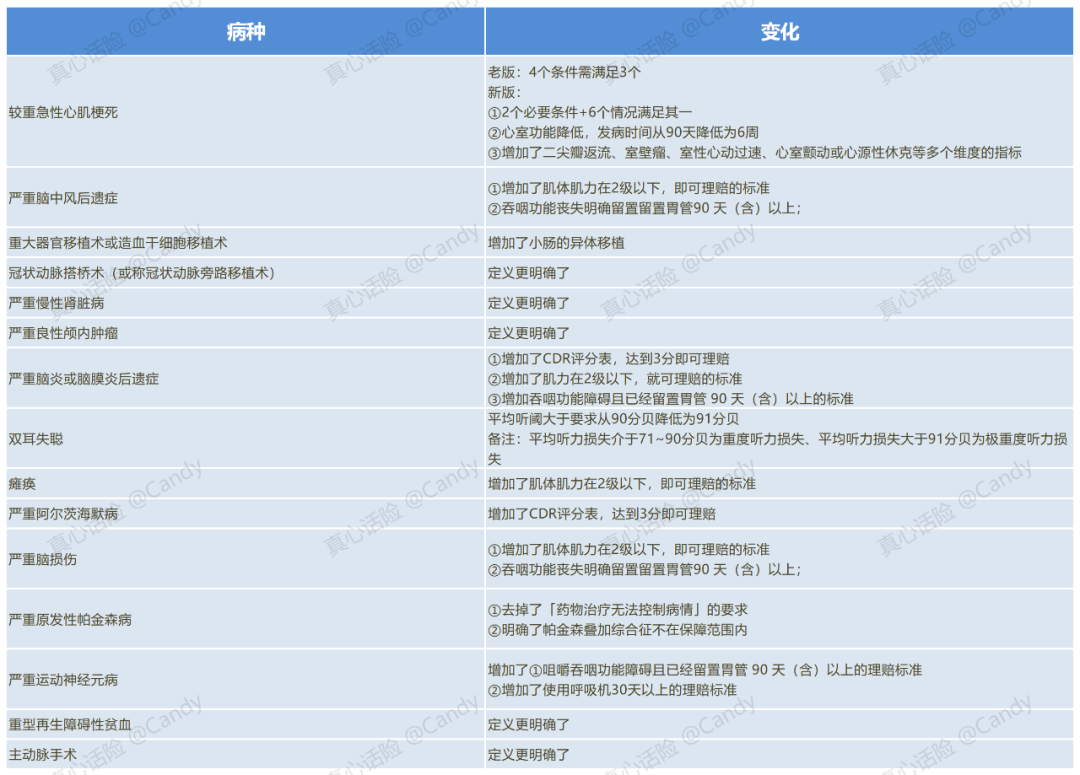 病种
变化
较重急性心肌梗死
老版：4个条件需满足3个
新版：
①2个必要条件+6个情况满足其一
②心室功能降低，发病时间从90天降低为6周
③增加了二尖瓣返流、室壁瘤、室性心动过速、心室颤动或心源性休克等多个维度的指标
严重脑中风后遗症
①增加了肌体肌力在2级以下，即可理赔的标准
②吞咽功能丧失明确留置留置胃管90 天（含）以上；
重大器官移植术或造血干细胞移植术
增加了小肠的异体移植
冠状动脉搭桥术（或称冠状动脉旁路移植术）
定义更明确了
严重慢性肾脏病
定义更明确了
严重良性颅内肿瘤
定义更明确了
严重脑炎或脑膜炎后遗症
①增加了CDR评分表，达到3分即可理赔
②增加了肌力在2级以下，就可理赔的标准
③增加吞咽功能障碍且已经留置胃管 90 天（含）以上的标准
双耳失聪
平均听阈大于要求从90分贝降低为91分贝
备注：平均听力损失介于71~90分贝为重度听力损失、平均听力损失大于91分贝为极重度听力损
失
瘫痪
增加了肌体肌力在2级以下，即可理赔的标准
严重阿尔茨海默病
增加了CDR评分表，达到3分即可理赔
严重脑损伤
①增加了肌体肌力在2级以下，即可理赔的标准
②吞咽功能丧失明确留置留置胃管90 天（含）以上；
严重原发性帕金森病
①去掉了「药物治疗无法控制病情」的要求
②明确了帕金森叠加综合征不在保障范围内
严重运动神经元病
增加了①咀嚼吞咽功能障碍且已经留置胃管 90 天（含）以上的理赔标准
②增加了使用呼吸机30天以上的理赔标准
重型再生障碍性贫血
定义更明确了
主动脉手术
定义更明确了
真心话险 @Candy